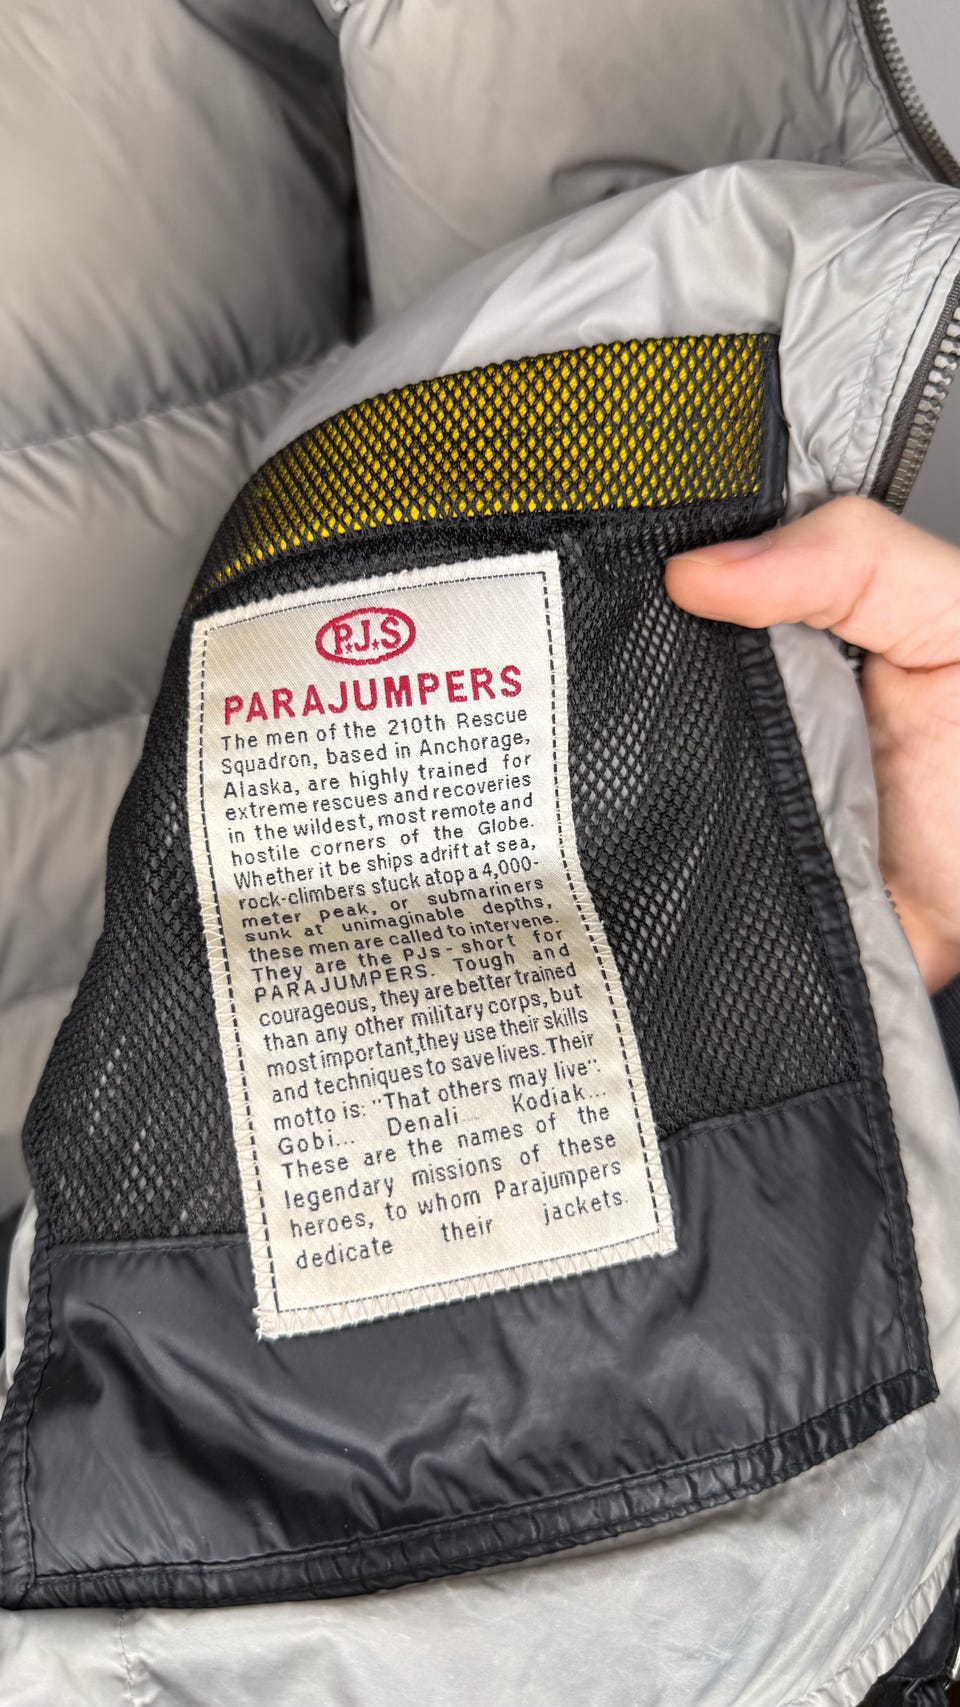 P.J.S
PARAJUMPERS
The men of the 210th Rescue
Squadron, based in Anchorage,
Alaska, are highly trained for
extreme rescues and recoveries
in the wildest, most remote and
hostile corners of the Globe.
Whether it be ships adrift at sea,
rock-climbers stuck atop a 4,000-
meter peak, or submariners
sunk at unimaginable depths,
these men are called to intervene.
They are the PJs - short for
PARAJUMPERS. Tough and
courageous, they are better trained
than any other military corps, but
most important,they use their skills
and techniques to save lives. Their
motto is: "That others may live".
Gobi... Denali... Kodiak...
These are the names of the
legendary missions of these
heroes, to whom Parajumpers
dedicate their jackets.